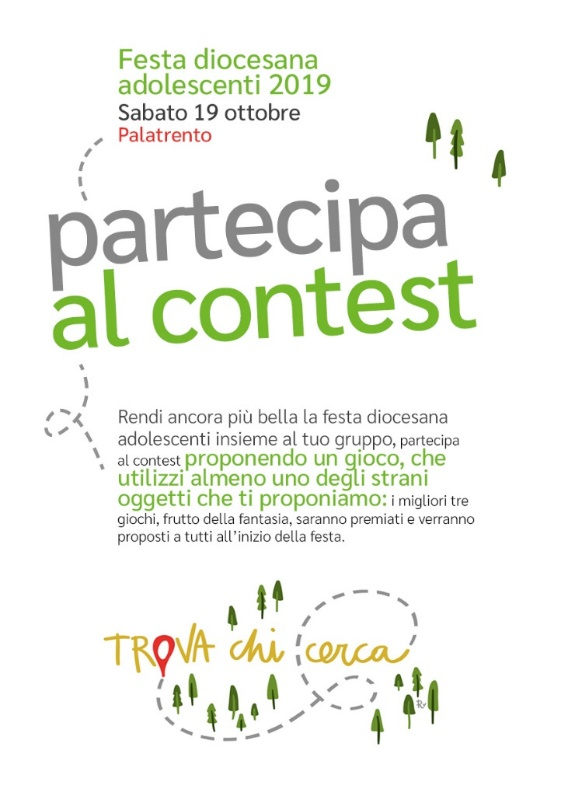 Festa diocesana
adolescenti 2019
Sabato 19 ottobre
Palatrento
partecipa
al contest
Rendi ancora più bella la festa diocesana
adolescenti insieme al tuo gruppo, partecipa
al contest proponendo un gioco, che
utilizzi almeno uno degli strani
oggetti che ti proponiamo: i migliori tre
giochi, frutto della fantasia, saranno premiati e verranno
proposti a tutti all'inizio della festa.
TROVA chi cerca